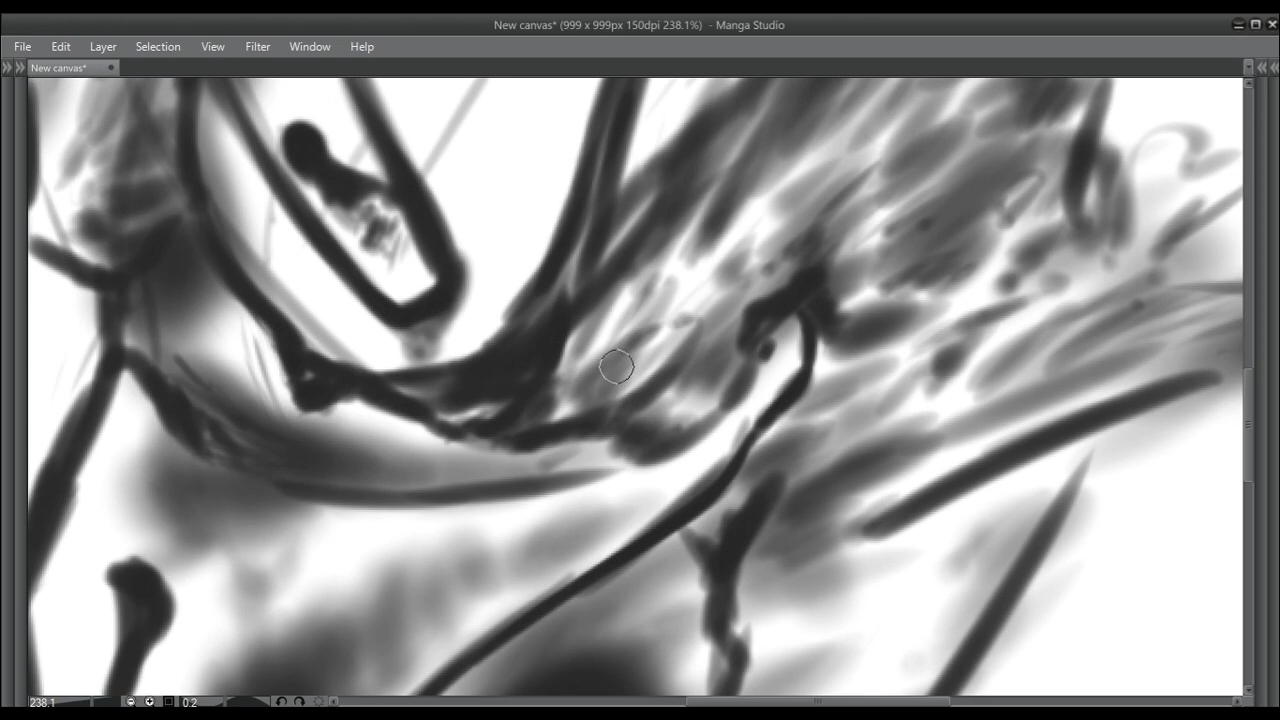 New canvas* (999 x 999px 150dpi 238.1%) - Manga Studio
File Edit Layer Selection View Filter Window Help
New canvas*
238.1 0.2